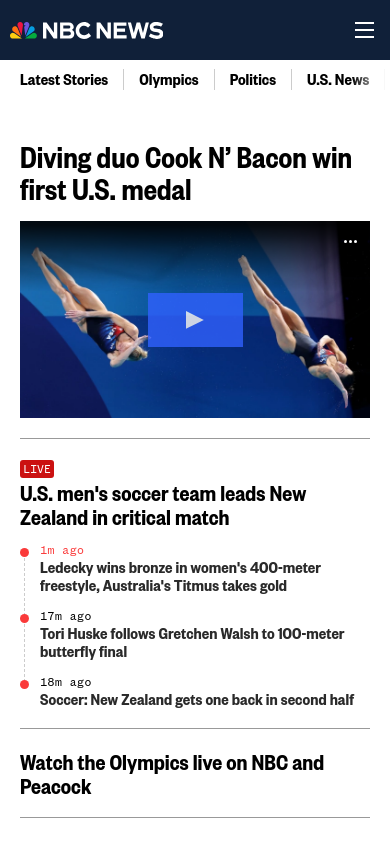 NBC NEWS
Latest Stories Olympics Politics U.S. News
Diving duo Cook N’ Bacon win
first U.S. medal
LIVE
U.S. men's soccer team leads New
Zealand in critical match
1m ago
Ledecky wins bronze in women's 400-meter
freestyle, Australia's Titmus takes gold
17m ago
Tori Huske follows Gretchen Walsh to 100-meter
butterfly final
18m ago
Soccer: New Zealand gets one back in second half
Watch the Olympics live on NBC and
Peacock